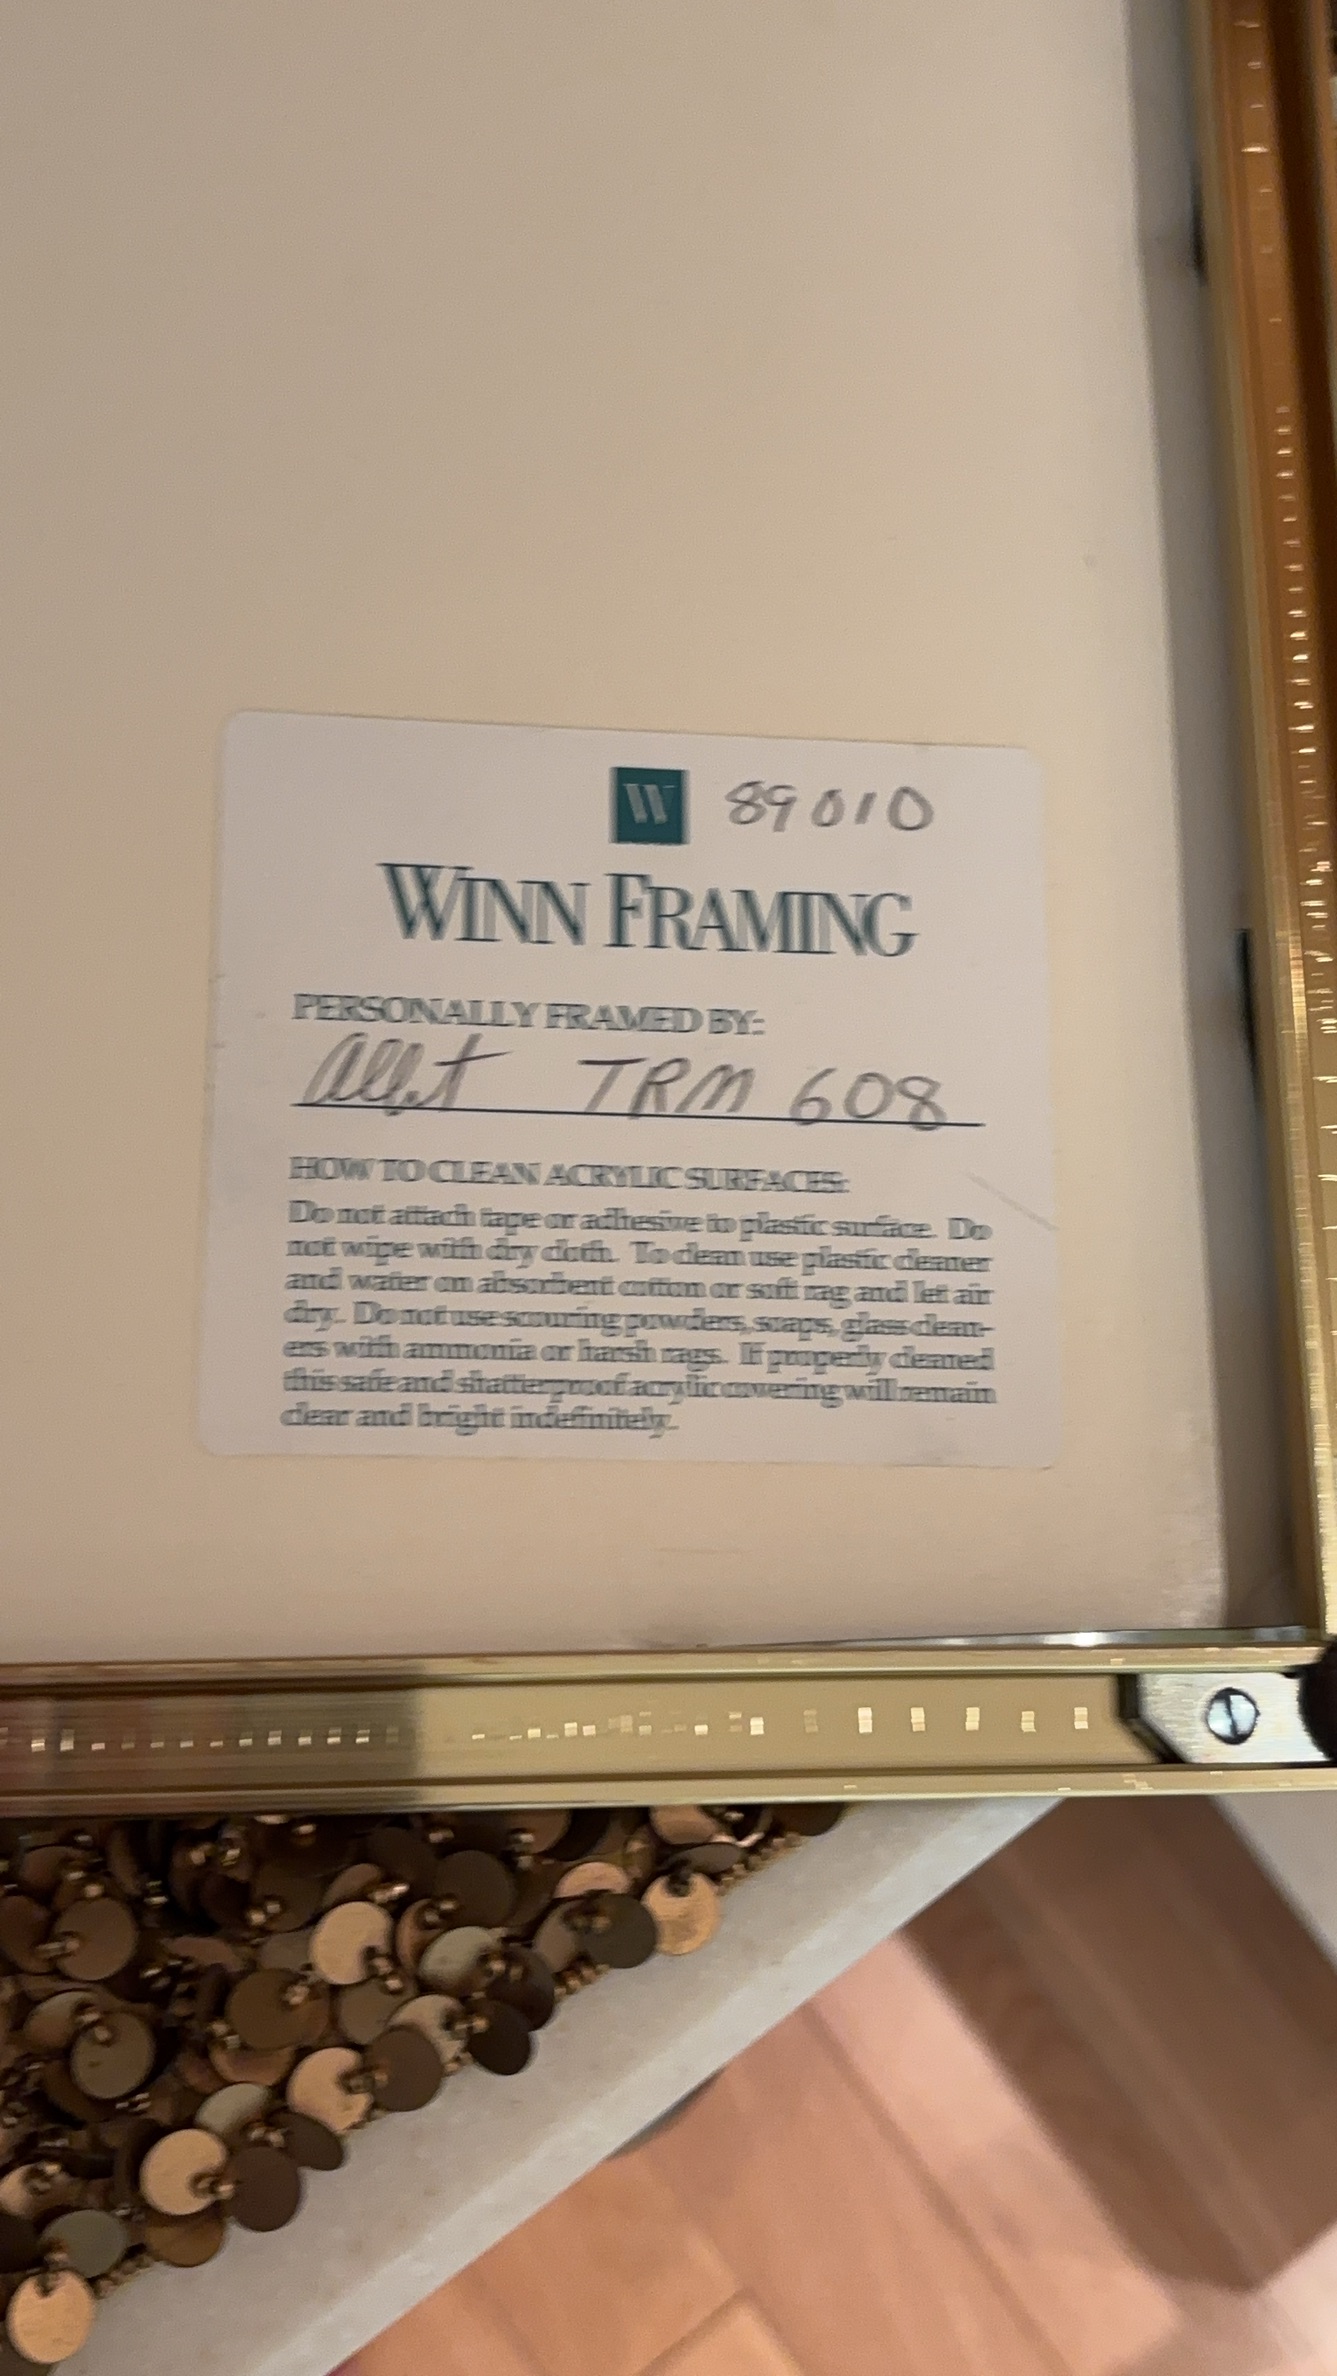 W 89010
WINN FRAMING
PERSONALLY FRAMED BY:
TRM 608
HOW TO CLEAN ACRYLIC SURFACES:
Do not attach tape or adhesive to plastic surface. Do
not wipe with dry cloth. To clean use plastic cleaner
and water on absorbent cotton or soft rag and let air
dry. Do not use scouring powders, soaps, glass clean-
ers with ammonia or harsh rags. If properly cleaned
this safe and shatterproof acrylic covering will remain
clear and bright indefinitely.